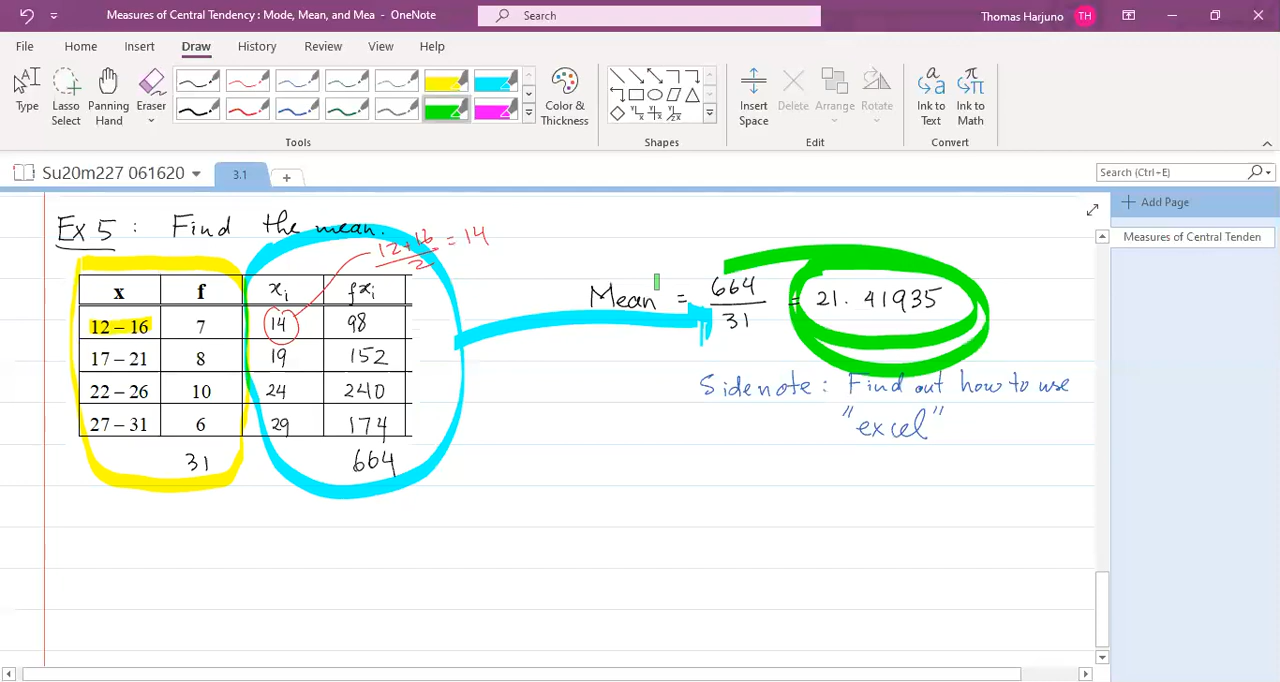 Measures of Central Tendency : Mode, Mean, and Mea - OneNote
Search
Thomas Harjuno TH
File Home Insert Draw History Review View Help
Type
Lasso Select
Panning Hand
Eraser
Color & Thickness
Insert Space
Delete
Arrange
Rotate
Ink to Text
Ink to Math
Tools Shapes Edit Convert
Su20m227 061620
3.1
Search (Ctrl+E)
Add Page
Measures of Central Tenden
Ex 5 : Find the mean.
12+16 / 2 = 14
x f xi fxi
12 – 16 7 14 98
17 – 21 8 19 152
22 – 26 10 24 240
27 – 31 6 29 174
31 664
Mean = 664 / 31 = 21.41935
Sidenote: Find out how to use
"excel"